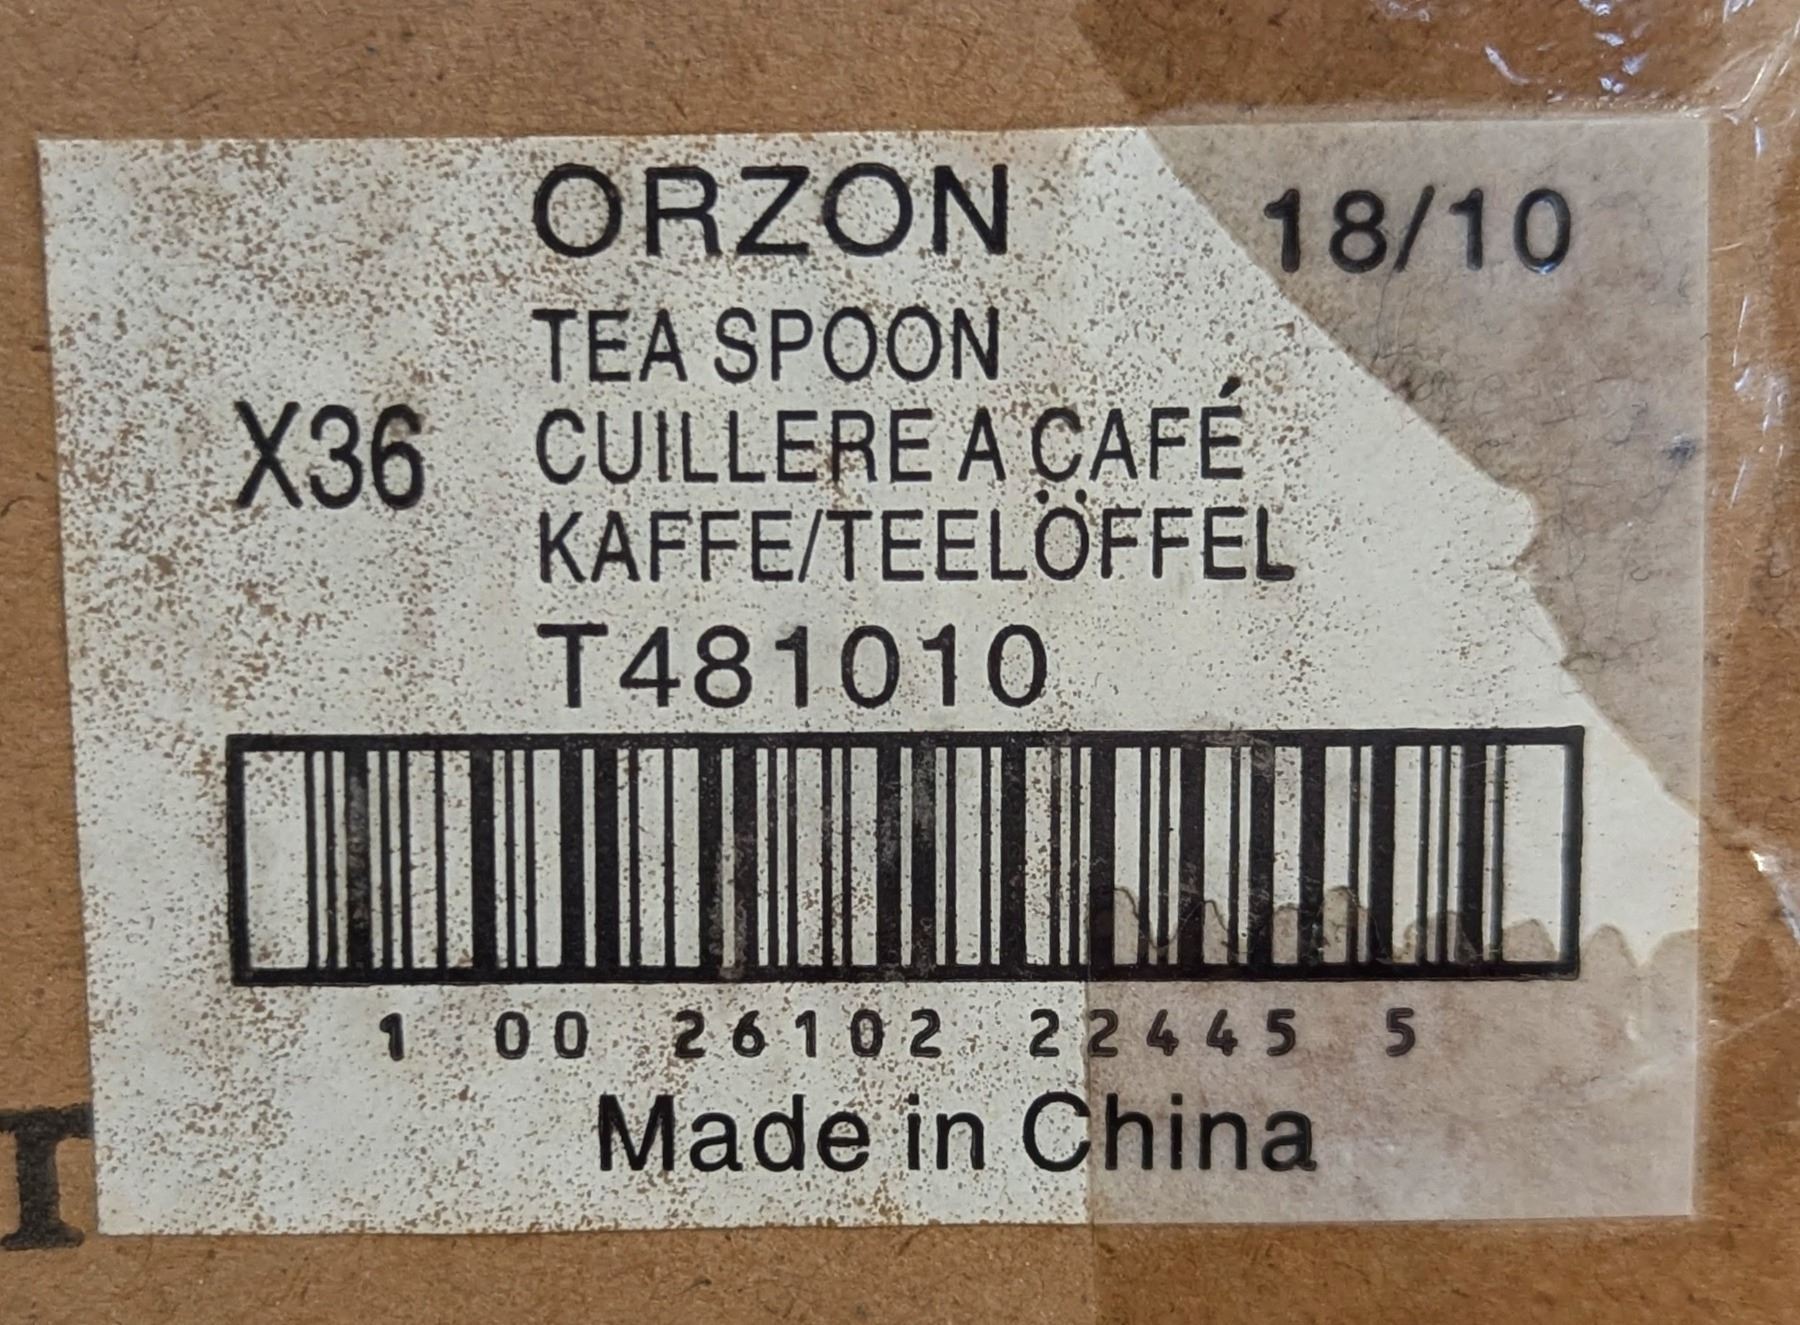 ORZON 18/10
TEA SPOON
X36 CUILLERE A CAFÉ
KAFFE/TEELÖFFEL
T481010
1 00 26102 22445 5
Made in China
I